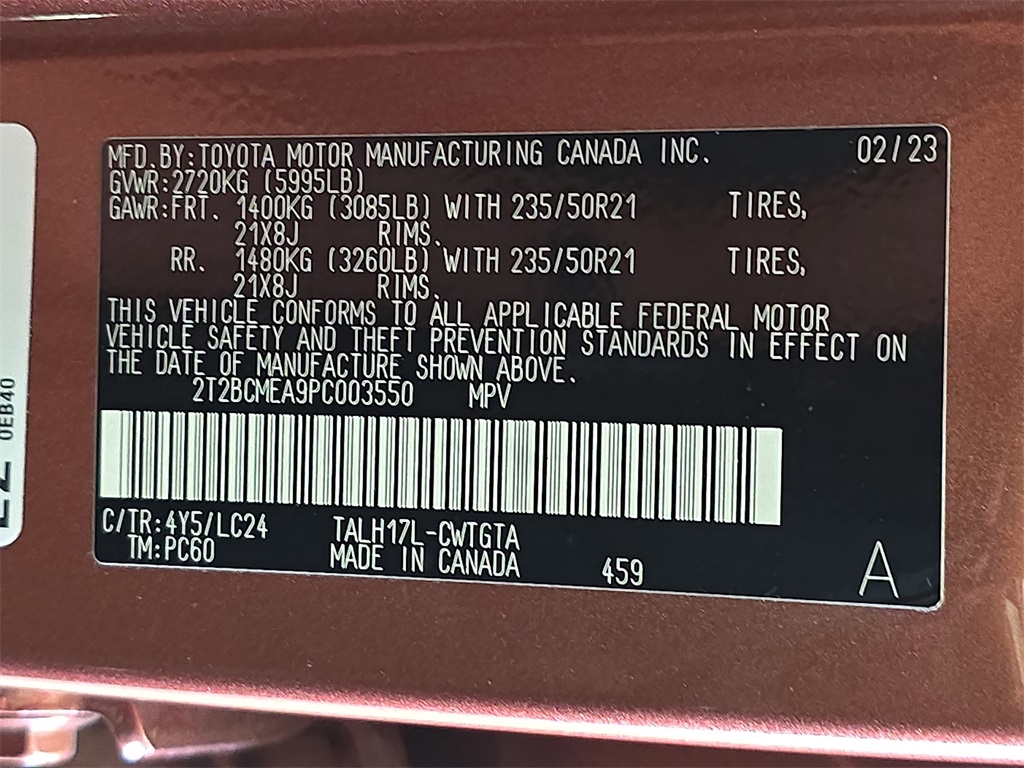 MFD.BY:TOYOTA MOTOR MANUFACTURING CANADA INC. 02/23
GVWR:2720KG (5995LB)
GAWR:FRT. 1400KG (3085LB) WITH 235/50R21 TIRES,
21X8J RIMS.
RR. 1480KG (3260LB) WITH 235/50R21 TIRES,
21X8J RIMS.
THIS VEHICLE CONFORMS TO ALL APPLICABLE FEDERAL MOTOR
VEHICLE SAFETY AND THEFT PREVENTION STANDARDS IN EFFECT ON
THE DATE OF MANUFACTURE SHOWN ABOVE.
2T2BCMEA9PC003550 MPV
C/TR:4Y5/LC24 TALH17L-CWTGTA
TM:PC60 MADE IN CANADA 459 A
0EB40